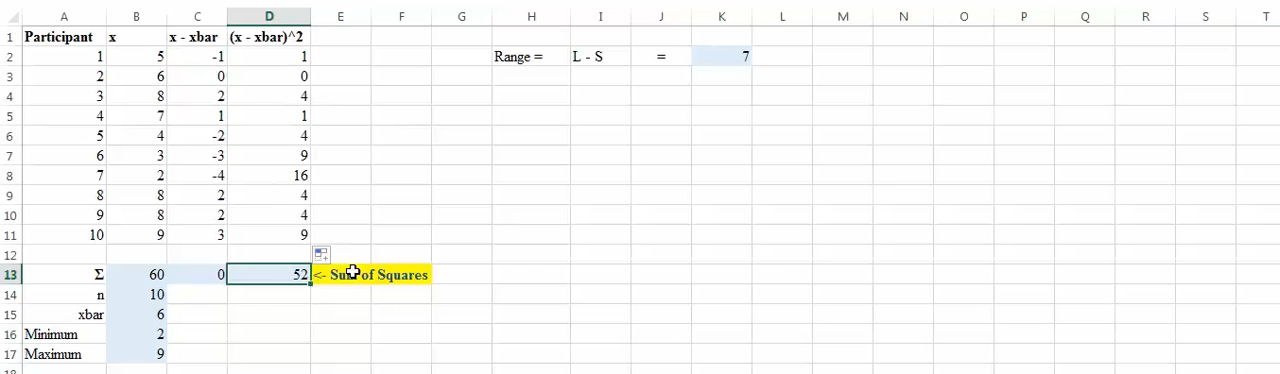 A B C D E F G H I J K L M N O P Q R S T
1 Participant x x - xbar (x - xbar)^2
2 1 5 -1 1 Range = L - S = 7
3 2 6 0 0
4 3 8 2 4
5 4 7 1 1
6 5 4 -2 4
7 6 3 -3 9
8 7 2 -4 16
9 8 8 2 4
10 9 8 2 4
11 10 9 3 9
12
13 Σ 60 0 52 <- Sum of Squares
14 n 10
15 xbar 6
16 Minimum 2
17 Maximum 9